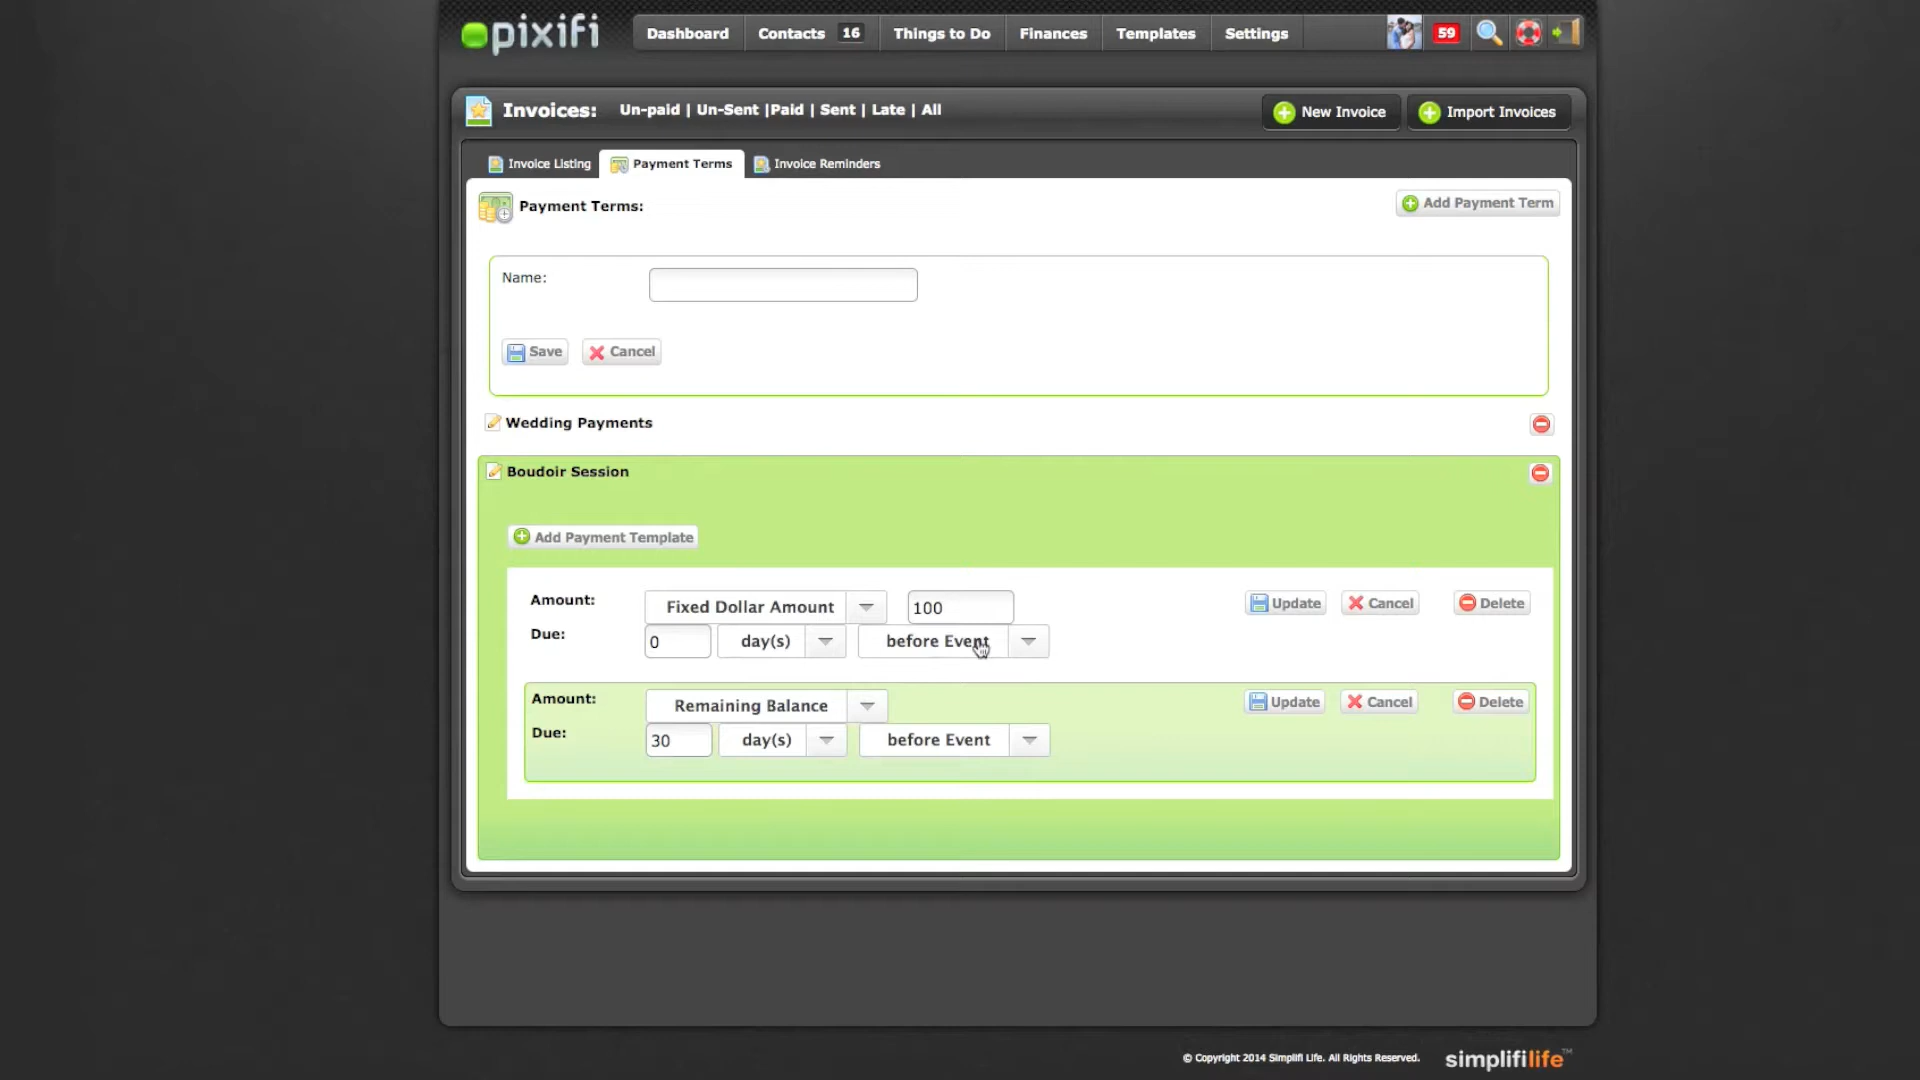 pixifi Dashboard Contacts 16 Things to Do Finances Templates Settings 59
Invoices: Un-paid | Un-Sent |Paid | Sent | Late | All New Invoice Import Invoices
Invoice Listing Payment Terms Invoice Reminders
Payment Terms: Add Payment Term
Name:
Save Cancel
Wedding Payments
Boudoir Session
Add Payment Template
Amount: Fixed Dollar Amount 100 Update Cancel Delete
Due: 0 day(s) before Event
Amount: Remaining Balance Update Cancel Delete
Due: 30 day(s) before Event
© Copyright 2014 Simplifi Life. All Rights Reserved. simplifilife™